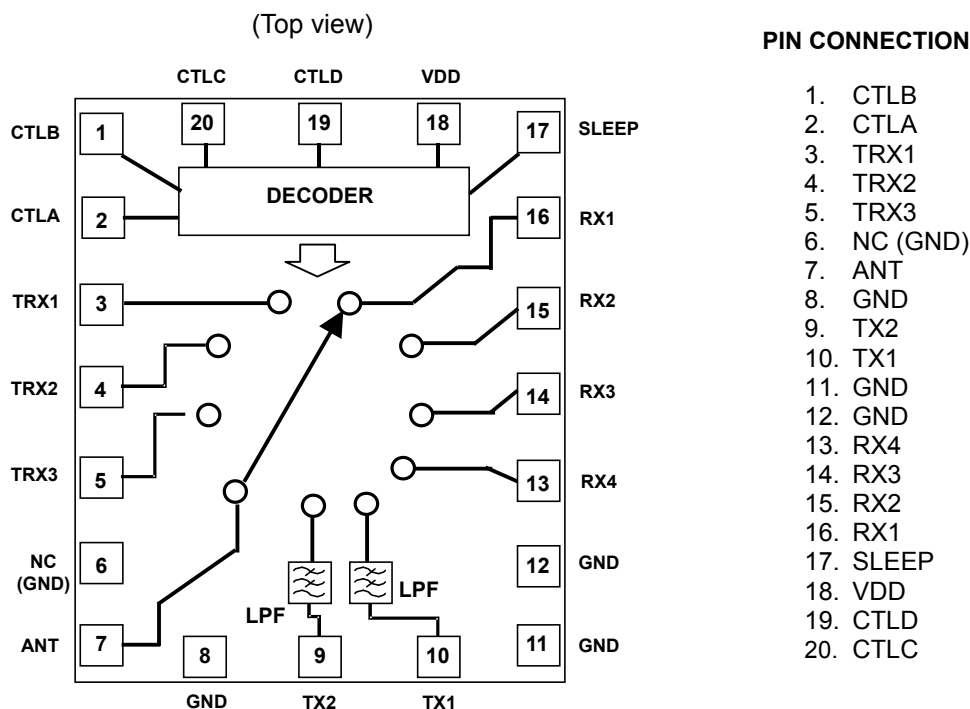 (Top view)
CTLC CTLD VDD
CTLB 1 20 19 18 17 SLEEP
DECODER
CTLA 2 16 RX1
TRX1 3 15 RX2
TRX2 4 14 RX3
TRX3 5 13 RX4
NC
(GND) 6 12 GND
LPF LPF
ANT 7 8 9 10 11 GND
GND TX2 TX1
PIN CONNECTION
1. CTLB
2. CTLA
3. TRX1
4. TRX2
5. TRX3
6. NC (GND)
7. ANT
8. GND
9. TX2
10. TX1
11. GND
12. GND
13. RX4
14. RX3
15. RX2
16. RX1
17. SLEEP
18. VDD
19. CTLD
20. CTLC